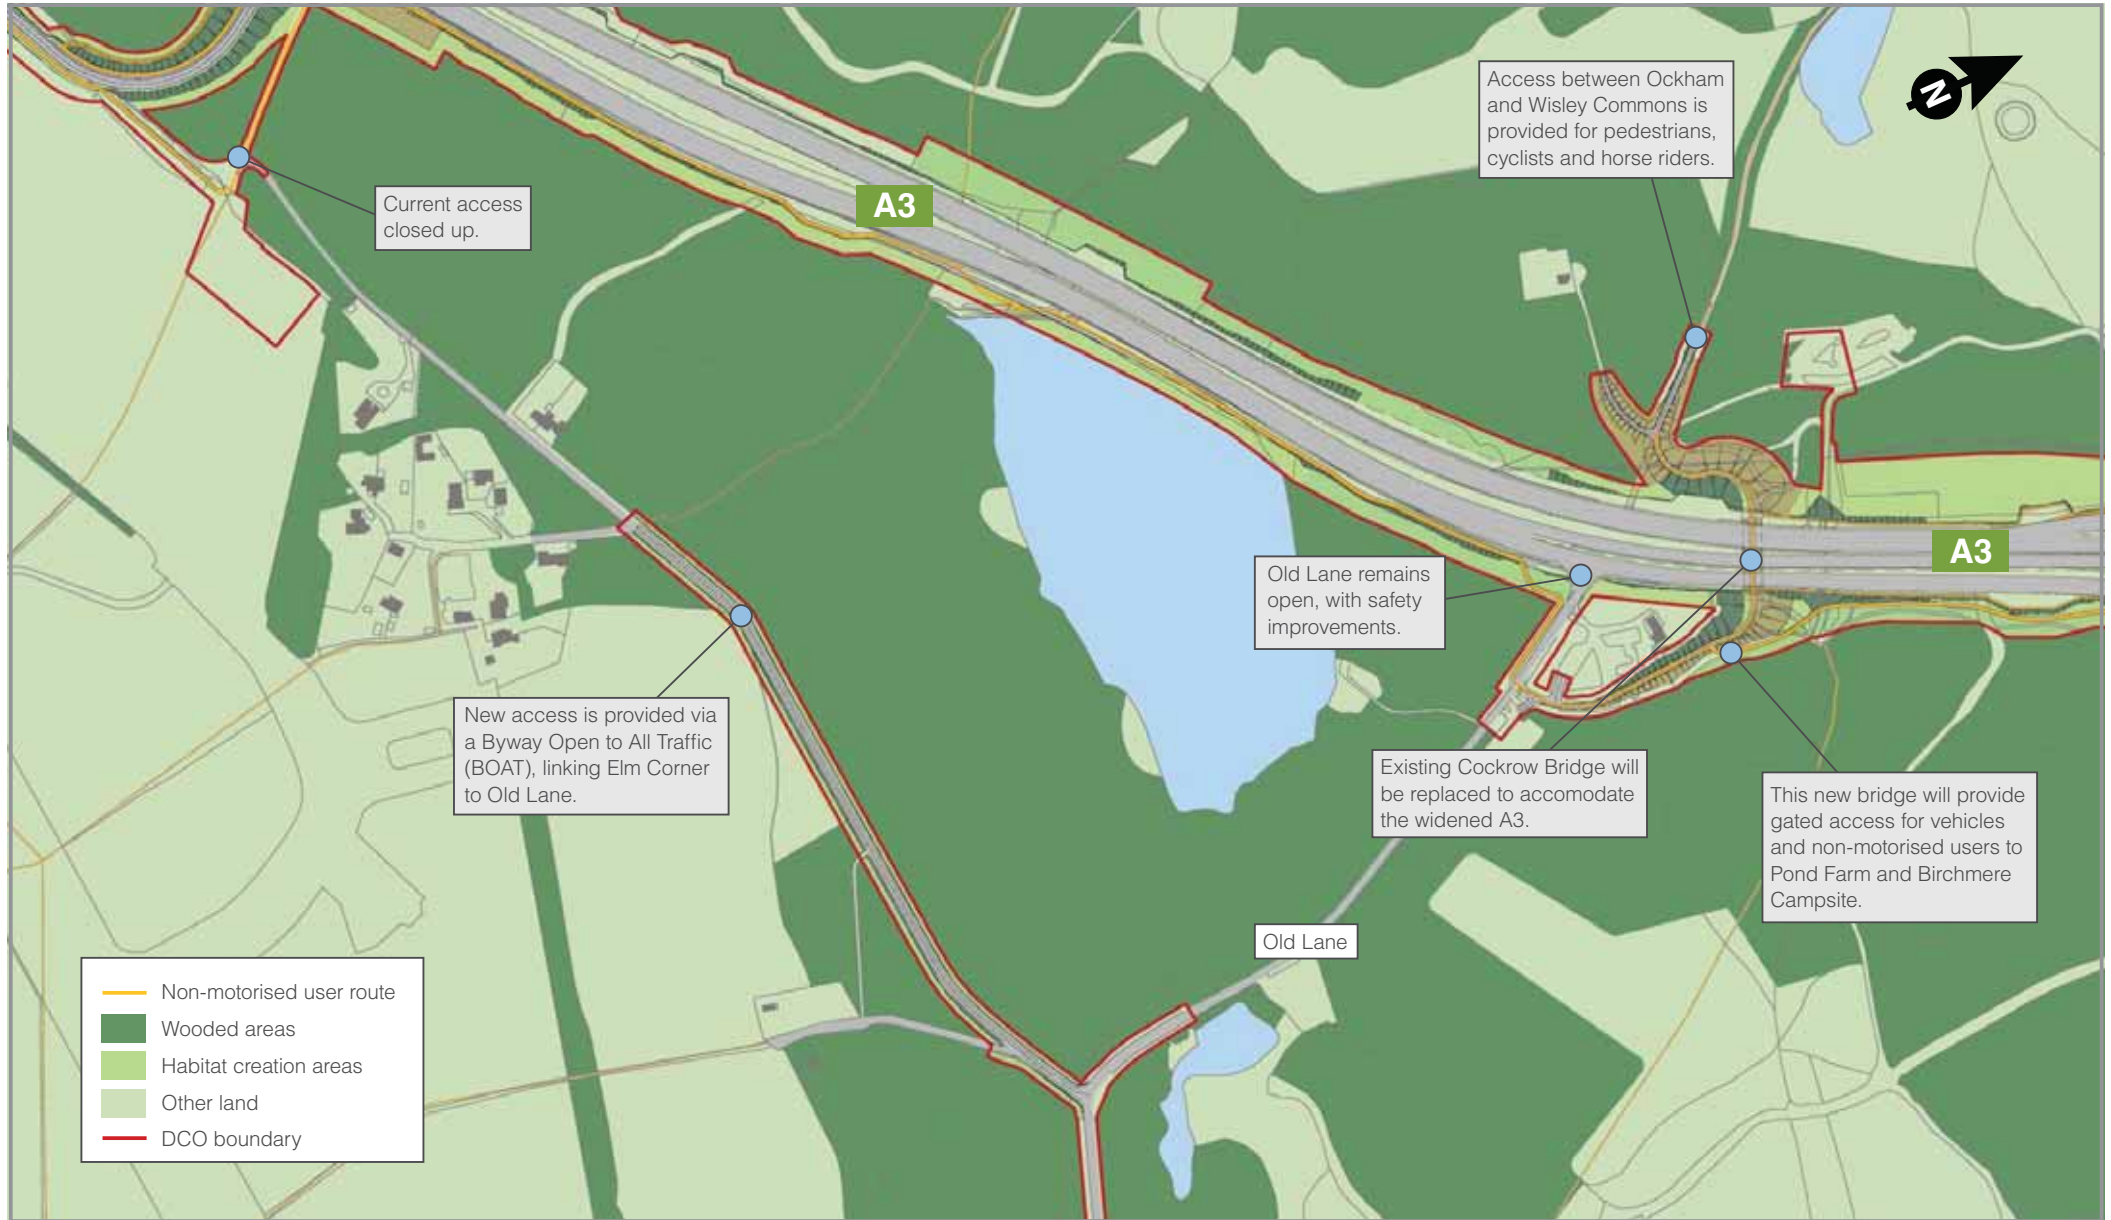 Access between Ockham
and Wisley Commons is
provided for pedestrians,
cyclists and horse riders.
N
Current access
closed up.
A3
A3
Old Lane remains
open, with safety
improvements.
New access is provided via
a Byway Open to All Traffic
(BOAT), linking Elm Corner
to Old Lane.
Existing Cockrow Bridge will
be replaced to accomodate
the widened A3.
This new bridge will provide
gated access for vehicles
and non-motorised users to
Pond Farm and Birchmere
Campsite.
Old Lane
Non-motorised user route
Wooded areas
Habitat creation areas
Other land
DCO boundary